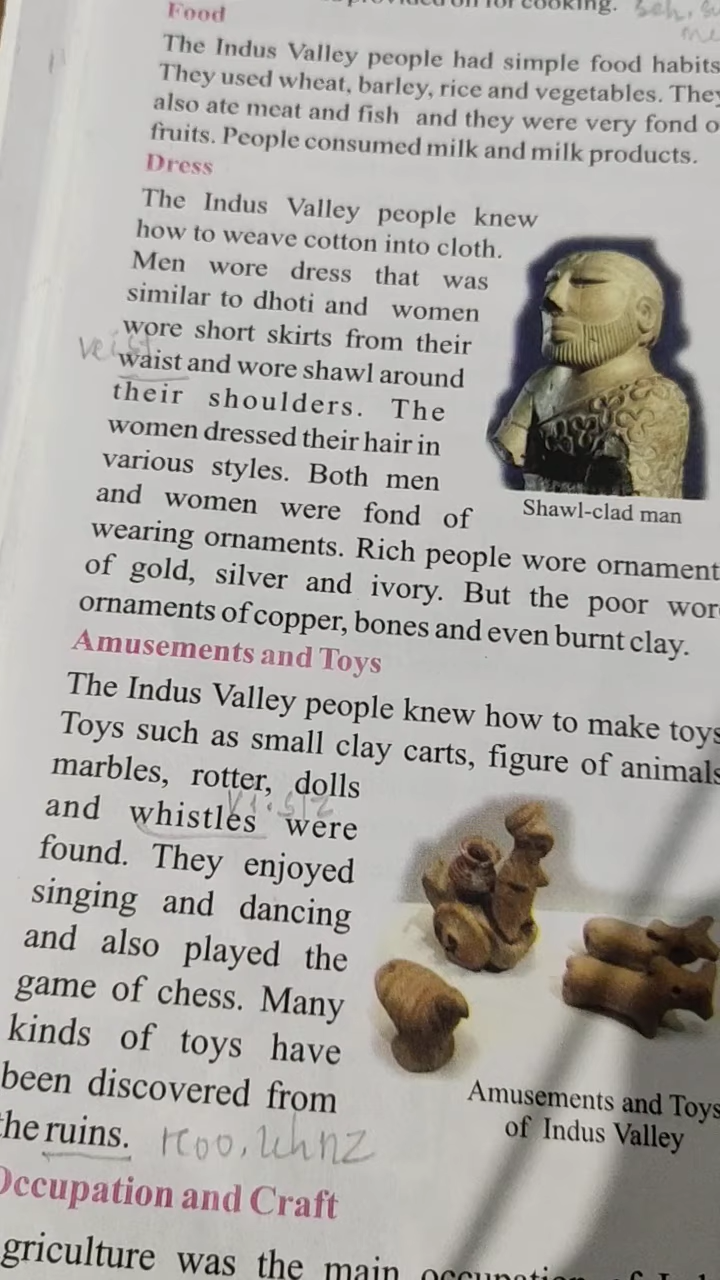 for cooking.
Food
The Indus Valley people had simple food habits
They used wheat, barley, rice and vegetables. They
also ate meat and fish and they were very fond o
fruits. People consumed milk and milk products.
Dress
The Indus Valley people knew
how to weave cotton into cloth.
Men wore dress that was
similar to dhoti and women
wore short skirts from their
waist and wore shawl around
their shoulders. The
women dressed their hair in
various styles. Both men
and women were fond of
Shawl-clad man
wearing ornaments. Rich people wore ornament
of gold, silver and ivory. But the poor wor
ornaments of copper, bones and even burnt clay.
Amusements and Toys
The Indus Valley people knew how to make toys
Toys such as small clay carts, figure of animals
marbles, rotter, dolls
and whistles were
found. They enjoyed
singing and dancing
and also played the
game of chess. Many
kinds of toys have
been discovered from
the ruins.
Amusements and Toys
of Indus Valley
Occupation and Craft
griculture was the main occupation of